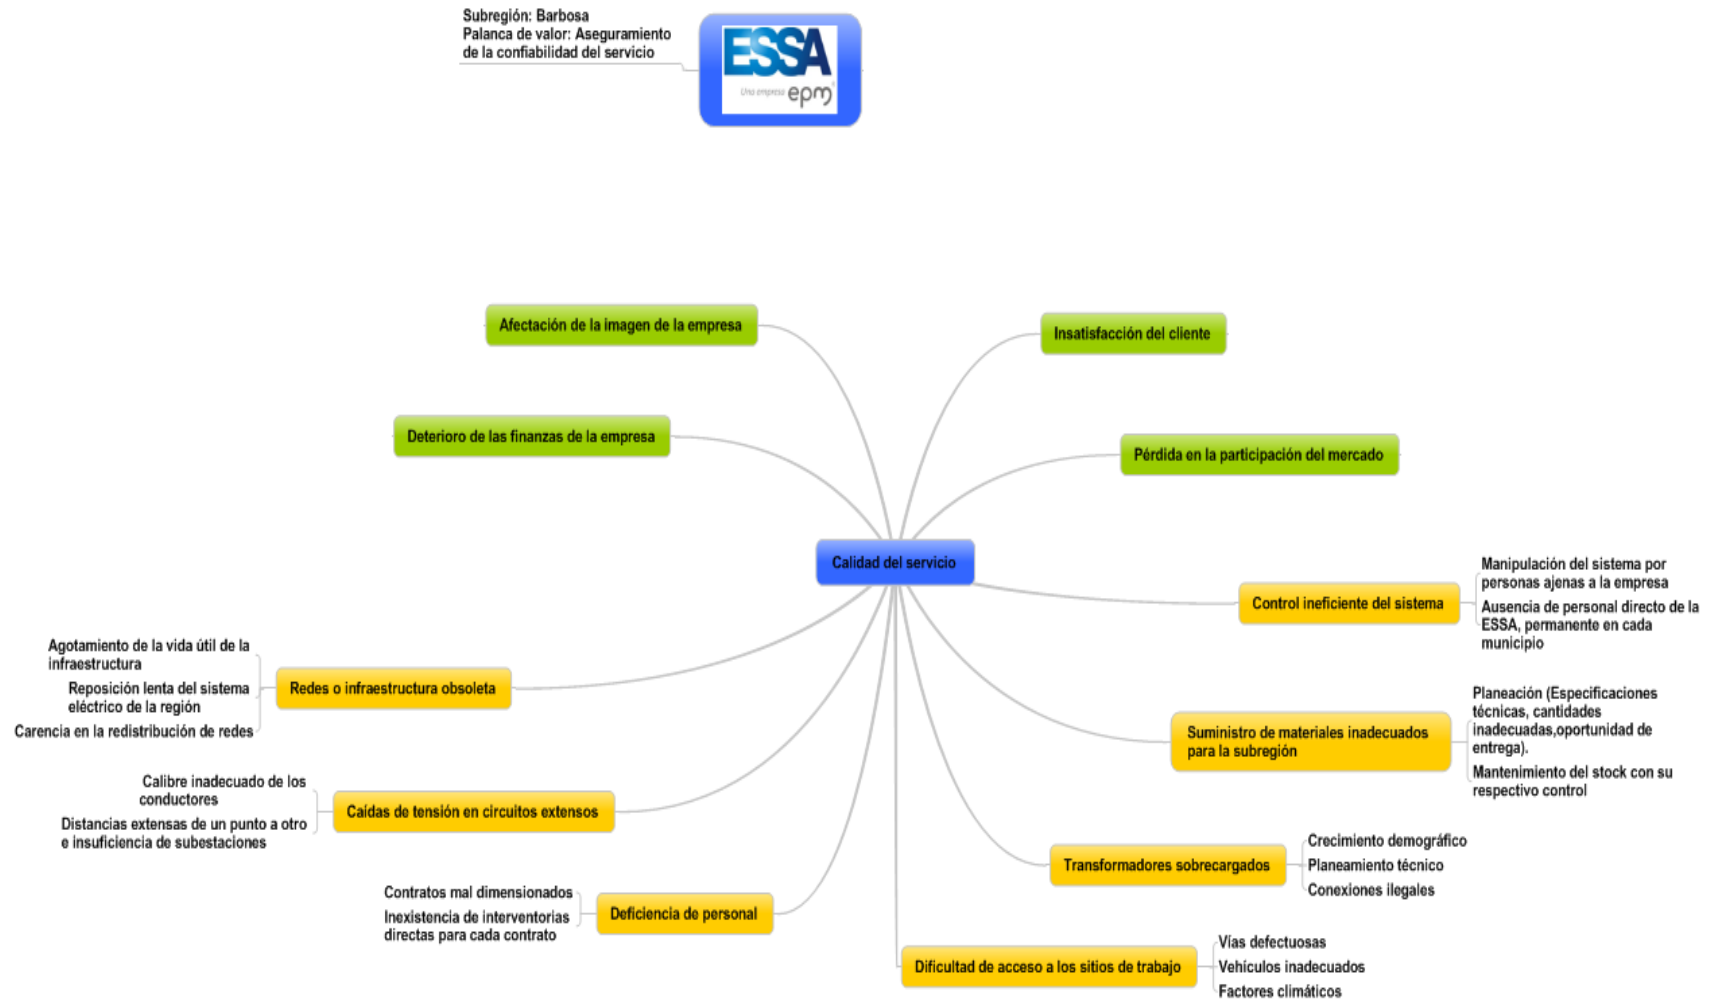 Subregión: Barbosa
Palanca de valor: Aseguramiento
de la confiabilidad del servicio
ESSA
Una empresa epm
Afectación de la imagen de la empresa
Insatisfacción del cliente
Deterioro de las finanzas de la empresa
Pérdida en la participación del mercado
Calidad del servicio
Control ineficiente del sistema
Manipulación del sistema por
personas ajenas a la empresa
Ausencia de personal directo de la
ESSA, permanente en cada
municipio
Agotamiento de la vida útil de la
infraestructura
Reposición lenta del sistema
eléctrico de la región
Carencia en la redistribución de redes
Redes o infraestructura obsoleta
Suministro de materiales inadecuados
para la subregión
Planeación (Especificaciones
técnicas, cantidades
inadecuadas,oportunidad de
entrega).
Mantenimiento del stock con su
respectivo control
Calibre inadecuado de los
conductores
Distancias extensas de un punto a otro
e insuficiencia de subestaciones
Caídas de tensión en circuitos extensos
Transformadores sobrecargados
Crecimiento demográfico
Planeamiento técnico
Conexiones ilegales
Contratos mal dimensionados
Inexistencia de interventorias
directas para cada contrato
Deficiencia de personal
Dificultad de acceso a los sitios de trabajo
Vías defectuosas
Vehículos inadecuados
Factores climáticos